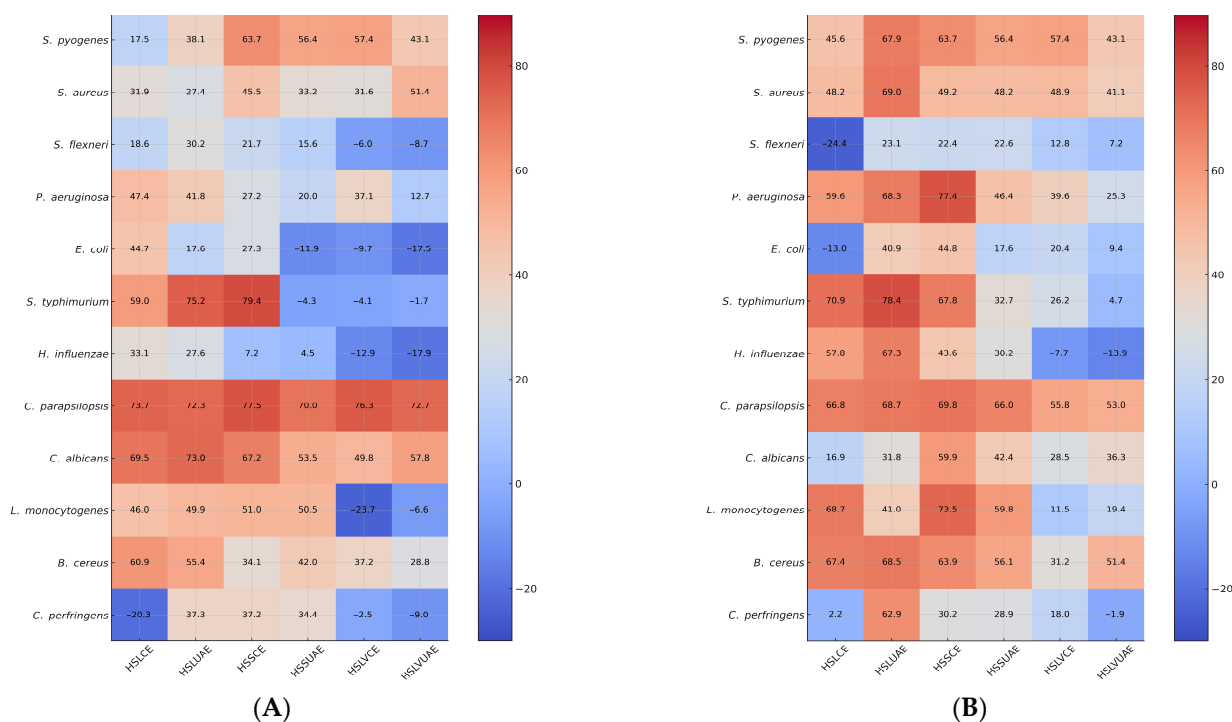 S. pyogenes 17.5 38.1 63.7 56.4 57.4 43.1
S. aureus 31.9 27.4 45.5 33.2 31.6 51.4
S. flexneri 18.6 30.2 21.7 15.6 −6.0 −8.7
P. aeruginosa 47.4 41.8 27.2 20.0 37.1 12.7
E. coli 44.7 17.6 27.3 −11.9 −9.7 −17.5
S. typhimurium 59.0 75.2 79.4 −4.3 −4.1 −1.7
H. influenzae 33.1 27.6 7.2 4.5 −12.9 −17.9
C. parapsilopsis 73.7 72.3 77.5 70.0 76.3 72.7
C. albicans 69.5 73.0 67.2 53.5 49.8 57.8
L. monocytogenes 46.0 49.9 51.0 50.5 −23.7 −6.6
B. cereus 60.9 55.4 34.1 42.0 37.2 28.8
C. perfringens −20.3 37.3 37.2 34.4 −2.5 −9.0
HSLCE HSLUAE HSSCE HSSUAE HSLVCE HSLVUAE
80
60
40
20
0
−20
(A)
S. pyogenes 45.6 67.9 63.7 56.4 57.4 43.1
S. aureus 48.2 69.0 49.2 48.2 48.9 41.1
S. flexneri −24.4 23.1 22.4 22.6 12.8 7.2
P. aeruginosa 59.6 68.3 77.4 46.4 39.6 25.3
E. coli −13.0 40.9 44.8 17.6 20.4 9.4
S. typhimurium 70.9 78.4 67.8 32.7 26.2 4.7
H. influenzae 57.0 67.3 43.6 30.2 −7.7 −13.9
C. parapsilopsis 66.8 68.7 69.8 66.0 55.8 53.0
C. albicans 16.9 31.8 59.9 42.4 28.5 36.3
L. monocytogenes 68.7 41.0 73.5 59.8 11.5 19.4
B. cereus 67.4 68.5 63.9 56.1 31.2 51.4
C. perfringens 2.2 62.9 30.2 28.9 18.0 −1.9
HSLCE HSLUAE HSSCE HSSUAE HSLVCE HSLVUAE
80
60
40
20
0
−20
(B)